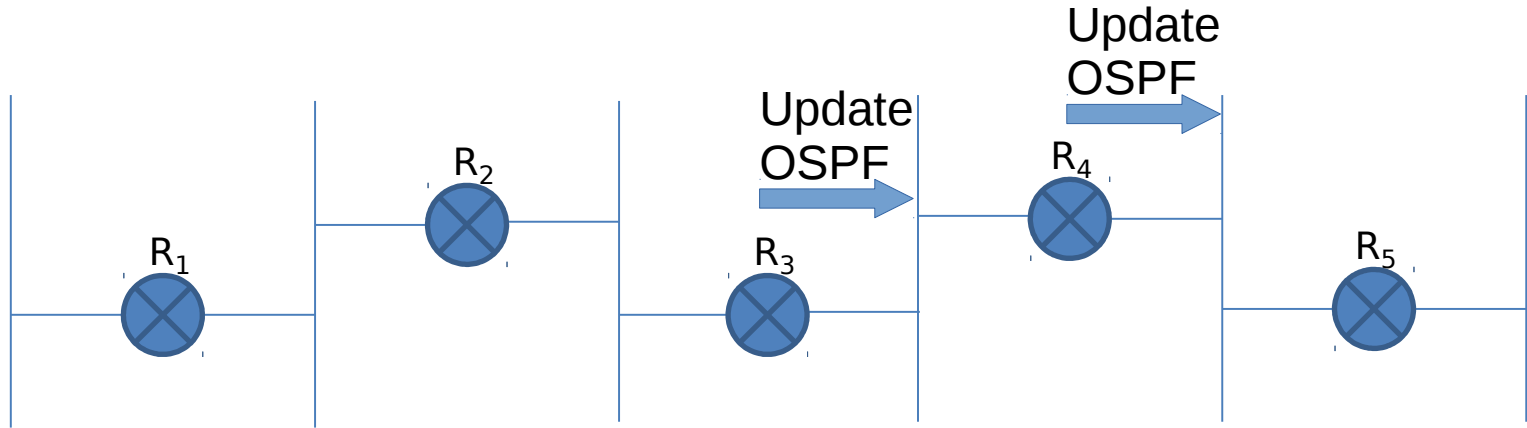 Update
OSPF
Update
OSPF
R4
R2
R5
R1
R3